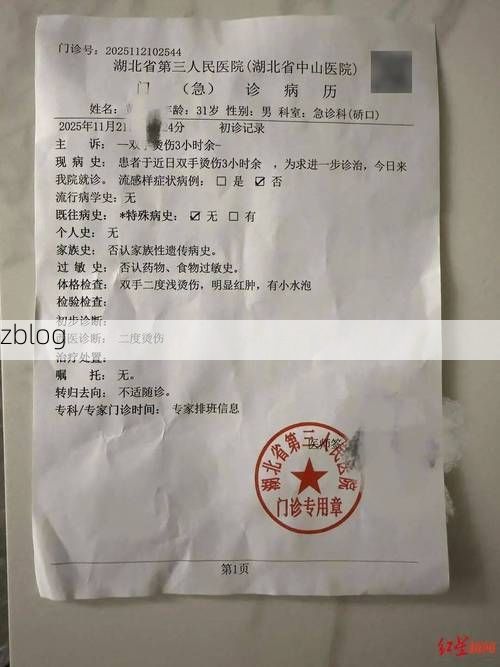 门诊号：2025112102544
湖北省第三人民医院(湖北省中山医院)
门 （急） 诊 病 历
姓名： 年龄：31岁 性别：男 科室：急诊科(硚口)
2025年11月21 4分 初诊记录
主 诉：—双手烫伤3小时余~
现 病 史：患者于近日双手烫伤3小时余 ，为求进一步诊治，今日来
我院就诊。流感样症状病例：□ 是 ☑ 否
流行病学史：无
既往病史：*特殊病史：☑ 无 □ 有
个人史：无
家族史：否认家族性遗传病史。
过 敏 史：否认药物、食物过敏史。
体格检查：双手二度浅烫伤，明显红肿，有小水泡
检验检查：
初步诊断：
zblog
西医诊断：二度烫伤
治疗处置：
嘱 托：无。
转归去向：不适随诊。
专科/专家门诊时间：专家排班信息
医师签
湖北省第三人民医院
门诊专用章
第1页
红星新闻